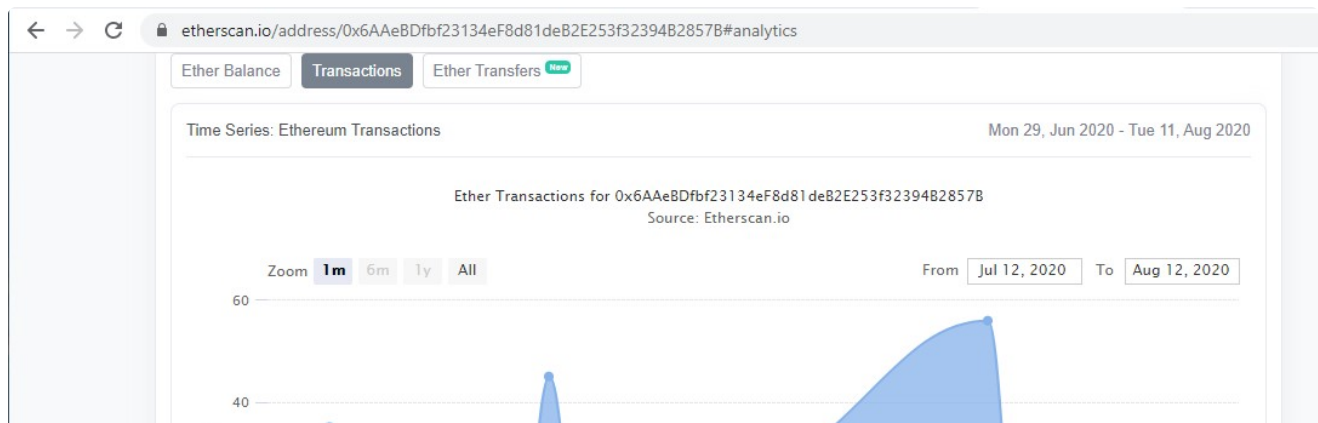 etherscan.io/address/0x6AAeBDfbf23134eF8d81deB2E253f32394B2857B#analytics
Ether Balance Transactions Ether Transfers New
Time Series: Ethereum Transactions Mon 29, Jun 2020 - Tue 11, Aug 2020
Ether Transactions for 0x6AAeBDfbf23134eF8d81deB2E253f32394B2857B
Source: Etherscan.io
Zoom 1m 6m 1y All From Jul 12, 2020 To Aug 12, 2020
60
40